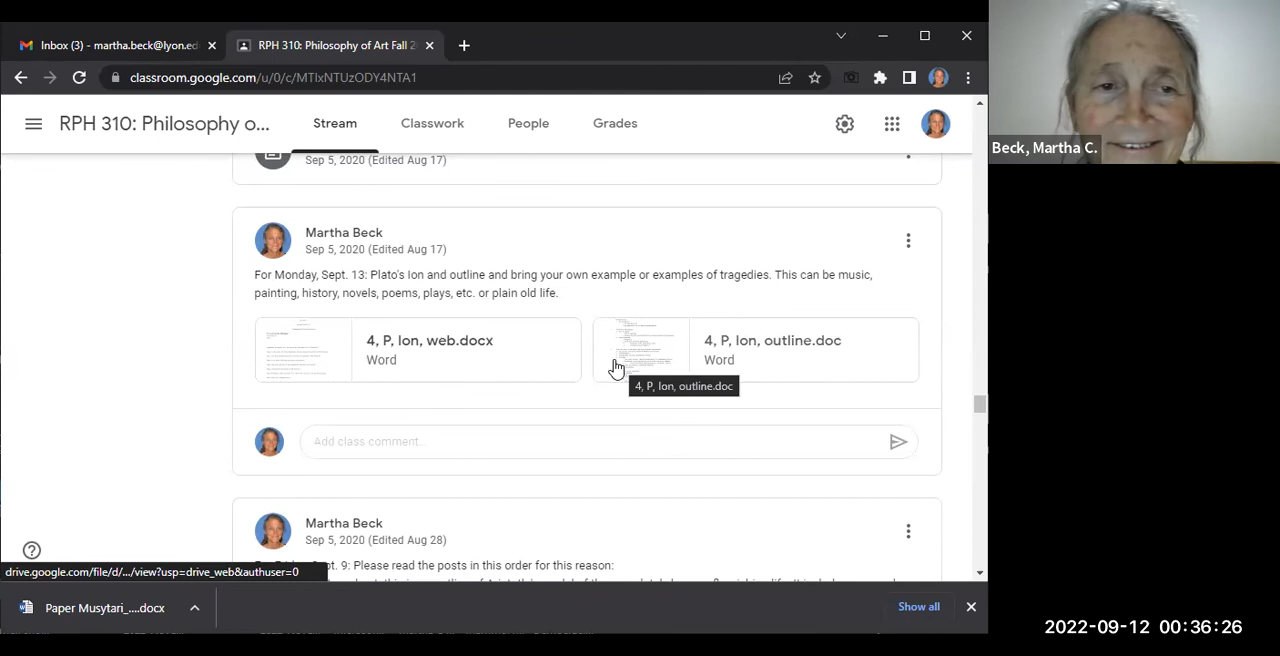 Inbox (3) - martha.beck@lyon.ed
RPH 310: Philosophy of Art Fall 2
classroom.google.com/u/0/c/MTIxNTUzODY4NTA1
RPH 310: Philosophy o...
Stream
Classwork
People
Grades
Sep 5, 2020 (Edited Aug 17)
Martha Beck
Sep 5, 2020 (Edited Aug 17)
For Monday, Sept. 13: Plato's Ion and outline and bring your own example or examples of tragedies. This can be music,
painting, history, novels, poems, plays, etc. or plain old life.
4, P, Ion, web.docx
Word
4, P, Ion, outline.doc
Word
4, P, Ion, outline.doc
Add class comment...
Martha Beck
Sep 5, 2020 (Edited Aug 28)
Sept. 9: Please read the posts in this order for this reason:
drive.google.com/file/d/.../view?usp=drive_web&authuser=0
Paper Musytari_....docx
Show all
Beck, Martha C.
2022-09-12 00:36:26